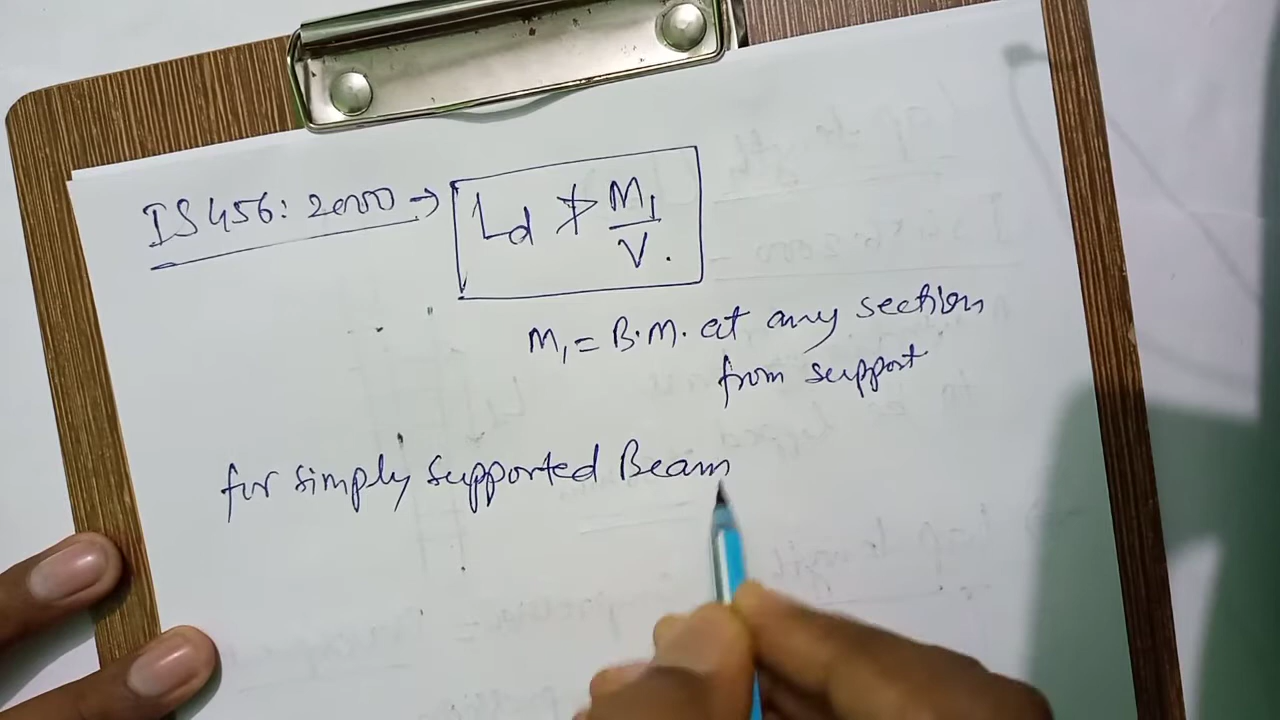 IS 456: 2000 → Ld ≯ M1/V.
M1 = B.M. at any section
from support
for simply supported Beam